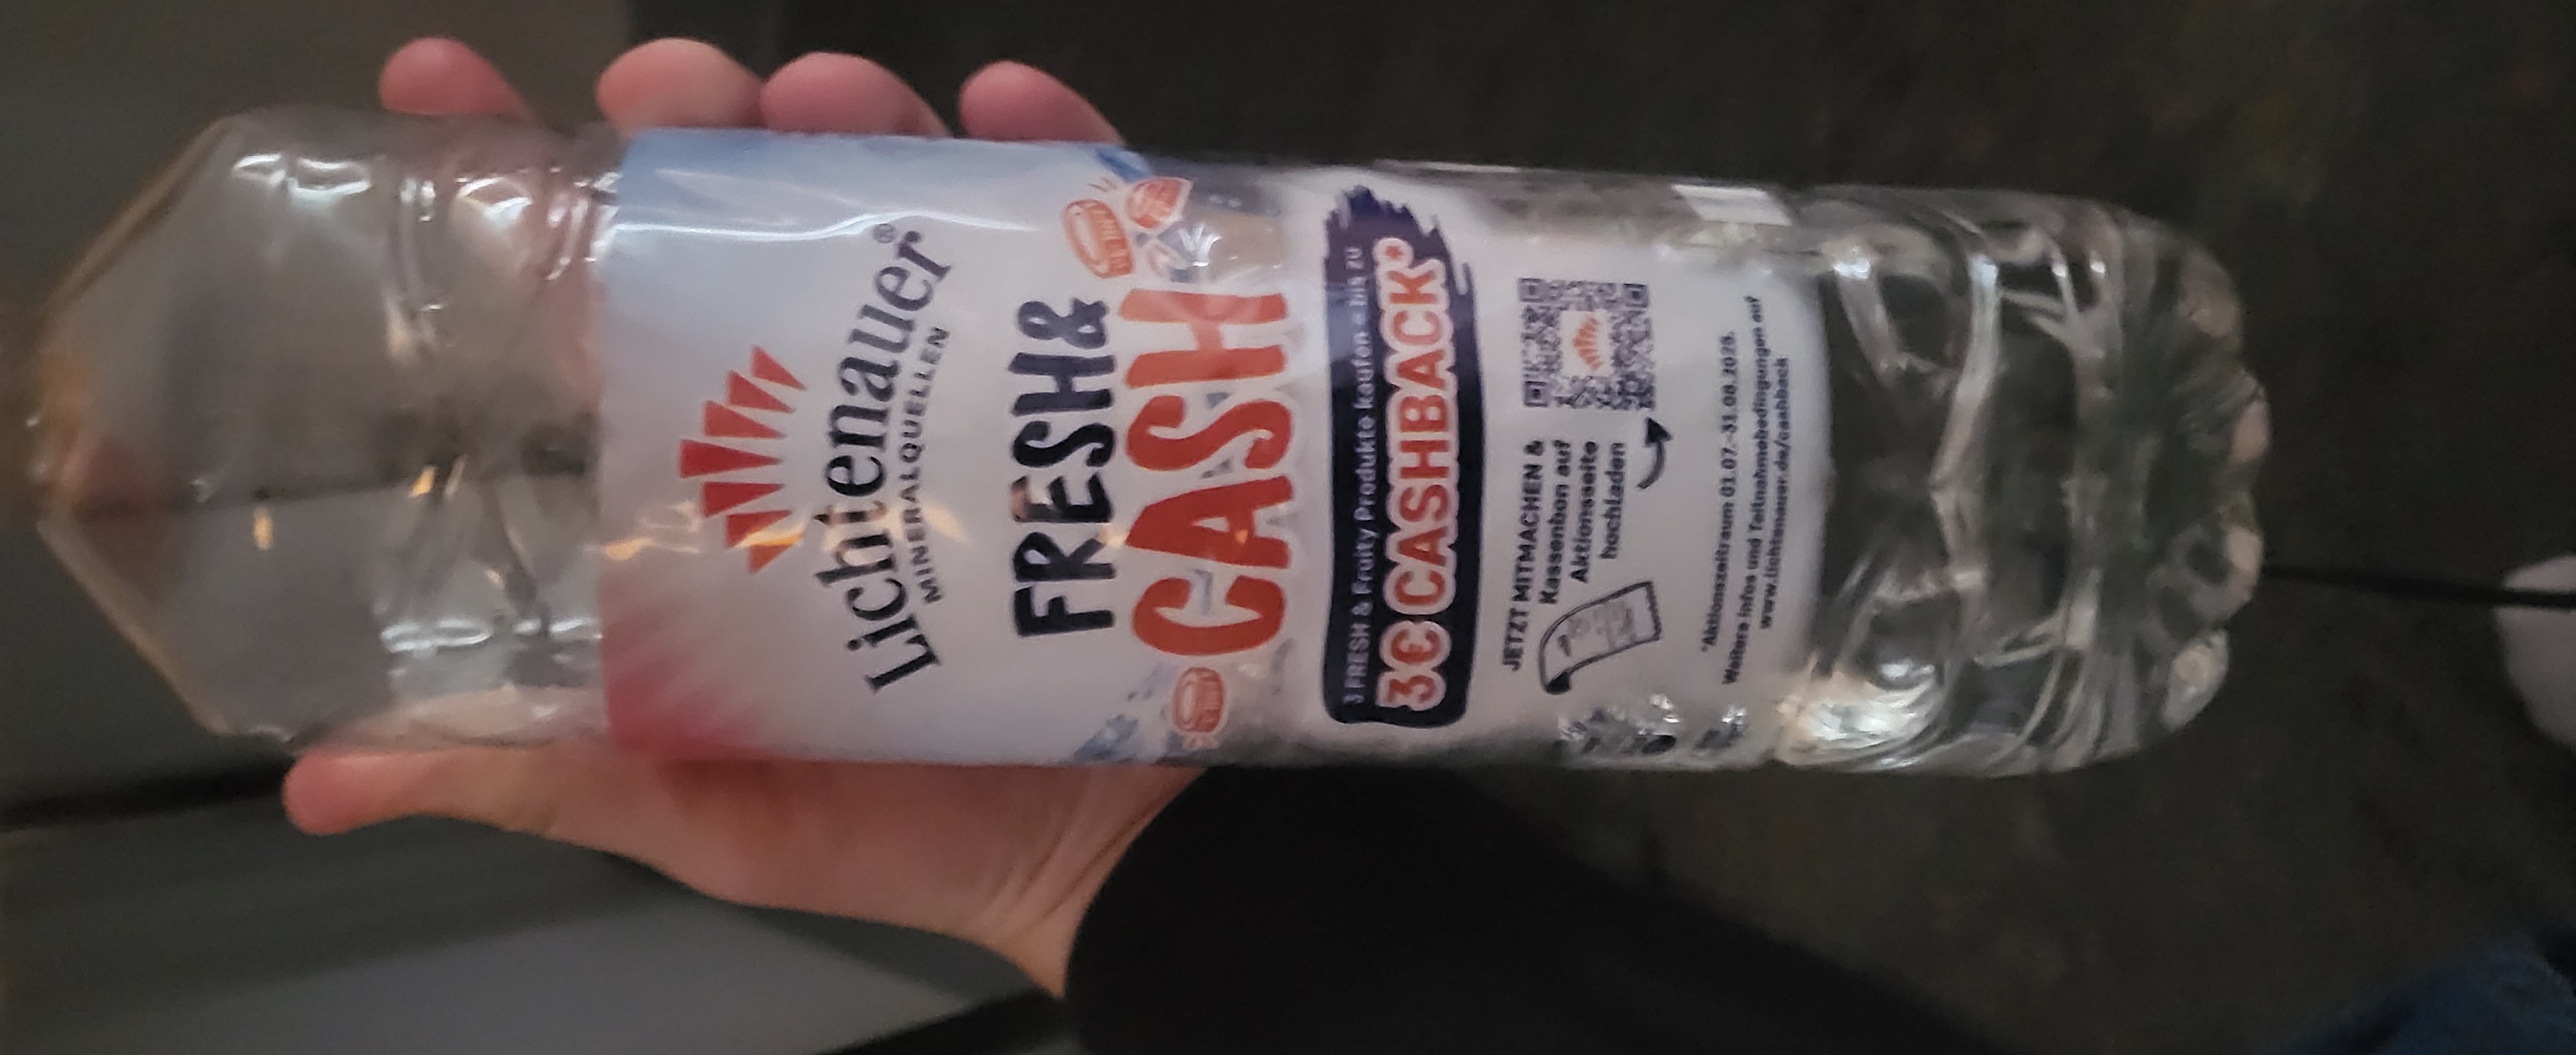 Lichtenauer®
MINERALQUELLEN
FRESH&
CASH
3 FRESH & Fruity Produkte kaufen = bis zu
3€ CASHBACK*
JETZT MITMACHEN &
Kassenbon auf
Aktionsseite
hochladen
*Aktionszeitraum 01.07.-31.08.2025.
Weitere Infos und Teilnahmebedingungen auf
www.lichtenauer.de/cashback